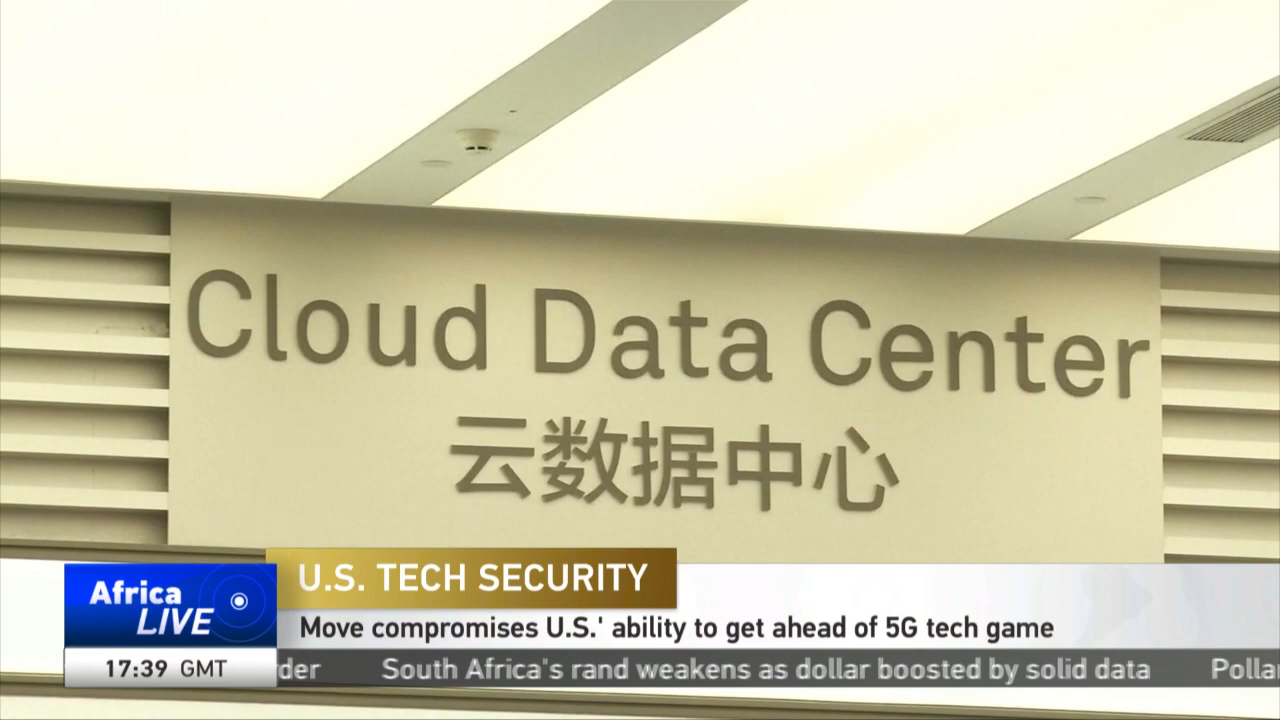 Cloud Data Center
云数据中心
U.S. TECH SECURITY
Africa
LIVE
Move compromises U.S.' ability to get ahead of 5G tech game
17:39 GMT
South Africa's rand weakens as dollar boosted by solid data